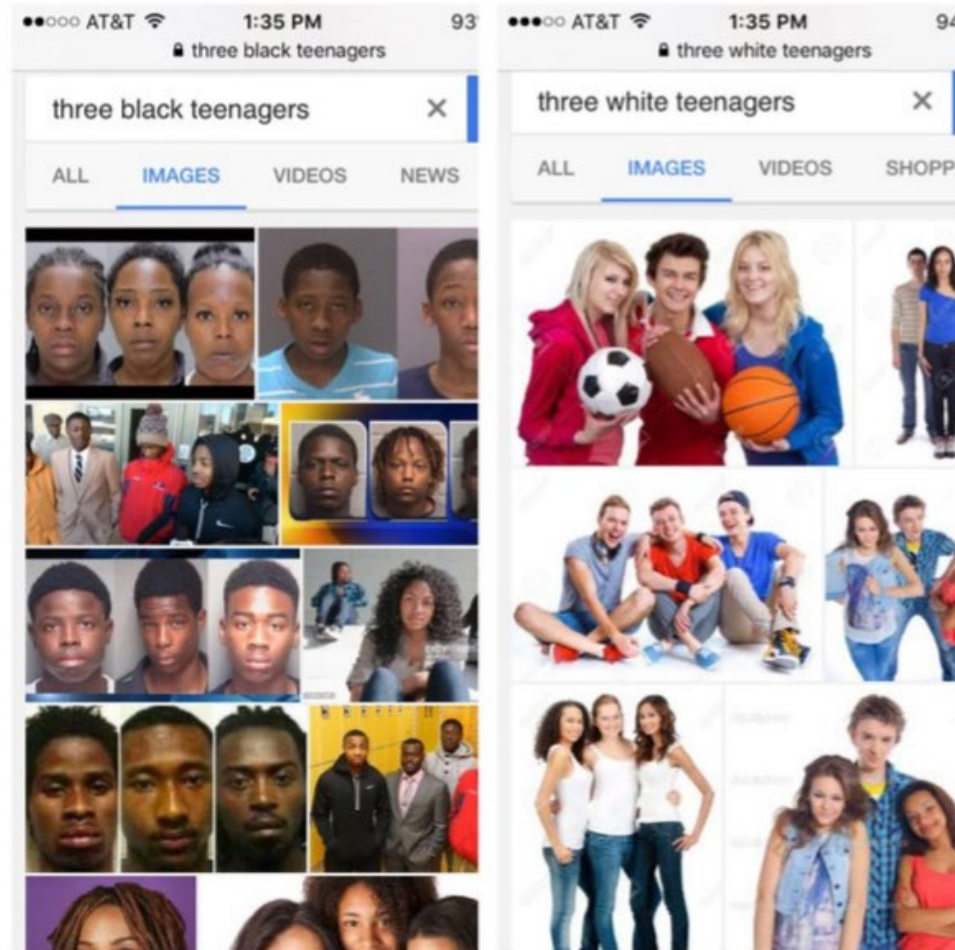 AT&T 1:35 PM 93
three black teenagers
three black teenagers ×
ALL IMAGES VIDEOS NEWS
AT&T 1:35 PM 94
three white teenagers
three white teenagers ×
ALL IMAGES VIDEOS SHOPP